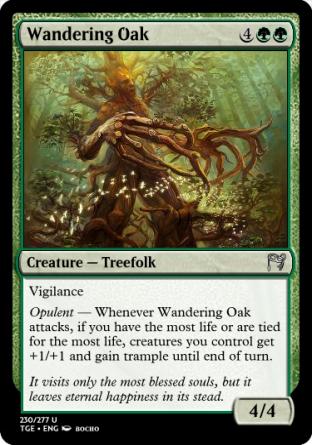 Wandering Oak 4
Creature — Treefolk
Vigilance
Opulent — Whenever Wandering Oak
attacks, if you have the most life or are tied
for the most life, creatures you control get
+1/+1 and gain trample until end of turn.
It visits only the most blessed souls, but it
leaves eternal happiness in its stead.
4/4
230/277 U
TGE • ENG BOCHO